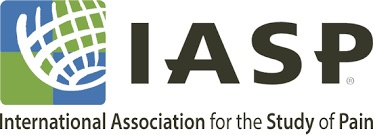 IASP®
International Association for the Study of Pain